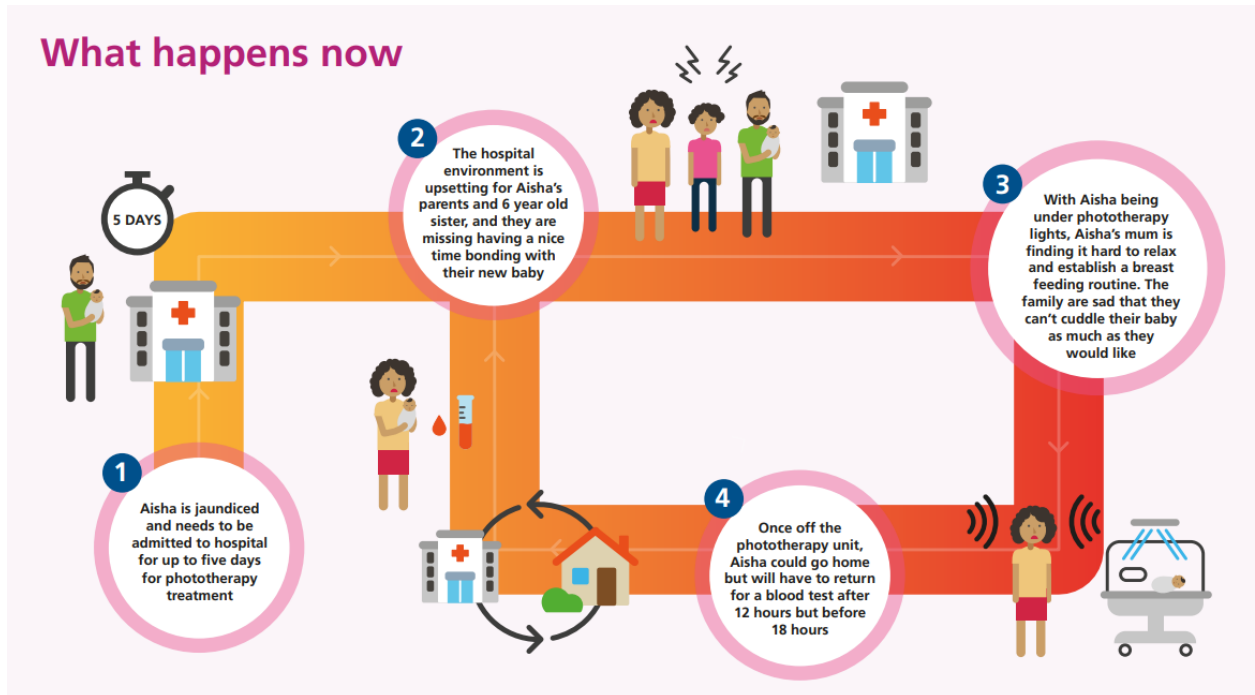 What happens now
5 DAYS
1
Aisha is jaundiced
and needs to be
admitted to hospital
for up to five days
for phototherapy
treatment
2
The hospital
environment is
upsetting for Aisha's
parents and 6 year old
sister, and they are
missing having a nice
time bonding with
their new baby
3
With Aisha being
under phototherapy
lights, Aisha's mum is
finding it hard to relax
and establish a breast
feeding routine. The
family are sad that they
can't cuddle their baby
as much as they
would like
4
Once off the
phototherapy unit,
Aisha could go home
but will have to return
for a blood test after
12 hours but before
18 hours